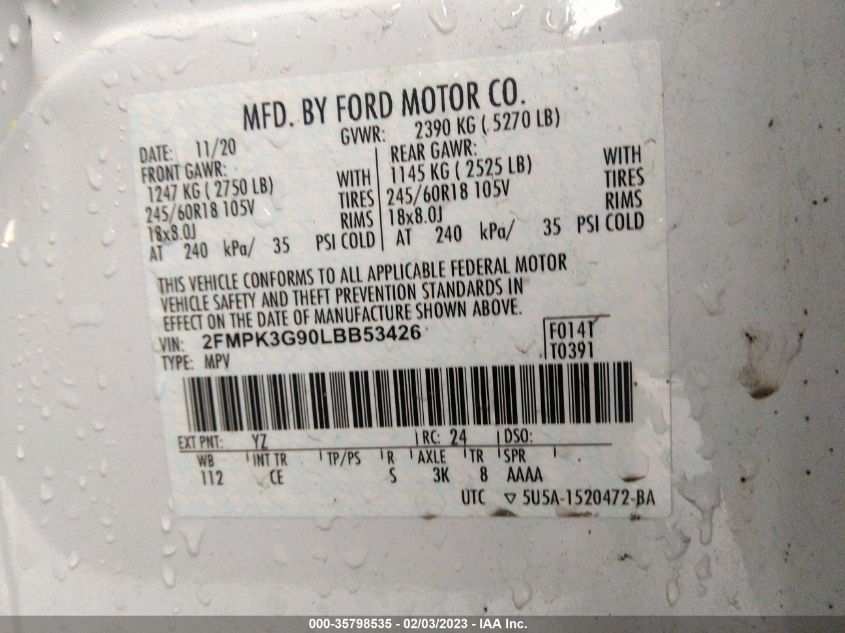 MFD. BY FORD MOTOR CO.
DATE: 11/20 GVWR: 2390 KG ( 5270 LB)
FRONT GAWR: REAR GAWR:
1247 KG ( 2750 LB) WITH 1145 KG ( 2525 LB) WITH
245/60R18 105V TIRES 245/60R18 105V TIRES
18x8.0J RIMS 18x8.0J RIMS
AT 240 kPa/ 35 PSI COLD AT 240 kPa/ 35 PSI COLD
THIS VEHICLE CONFORMS TO ALL APPLICABLE FEDERAL MOTOR
VEHICLE SAFETY AND THEFT PREVENTION STANDARDS IN
EFFECT ON THE DATE OF MANUFACTURE SHOWN ABOVE.
VIN: 2FMPK3G90LBB53426 F0141
TYPE: MPV T0391
EXT PNT: YZ RC: 24 DSO:
WB INT TR TP/PS R AXLE TR SPR
112 CE S 3K 8 AAAA
UTC ▽ 5U5A-1520472-BA
000-35798535 - 02/03/2023 - IAA Inc.